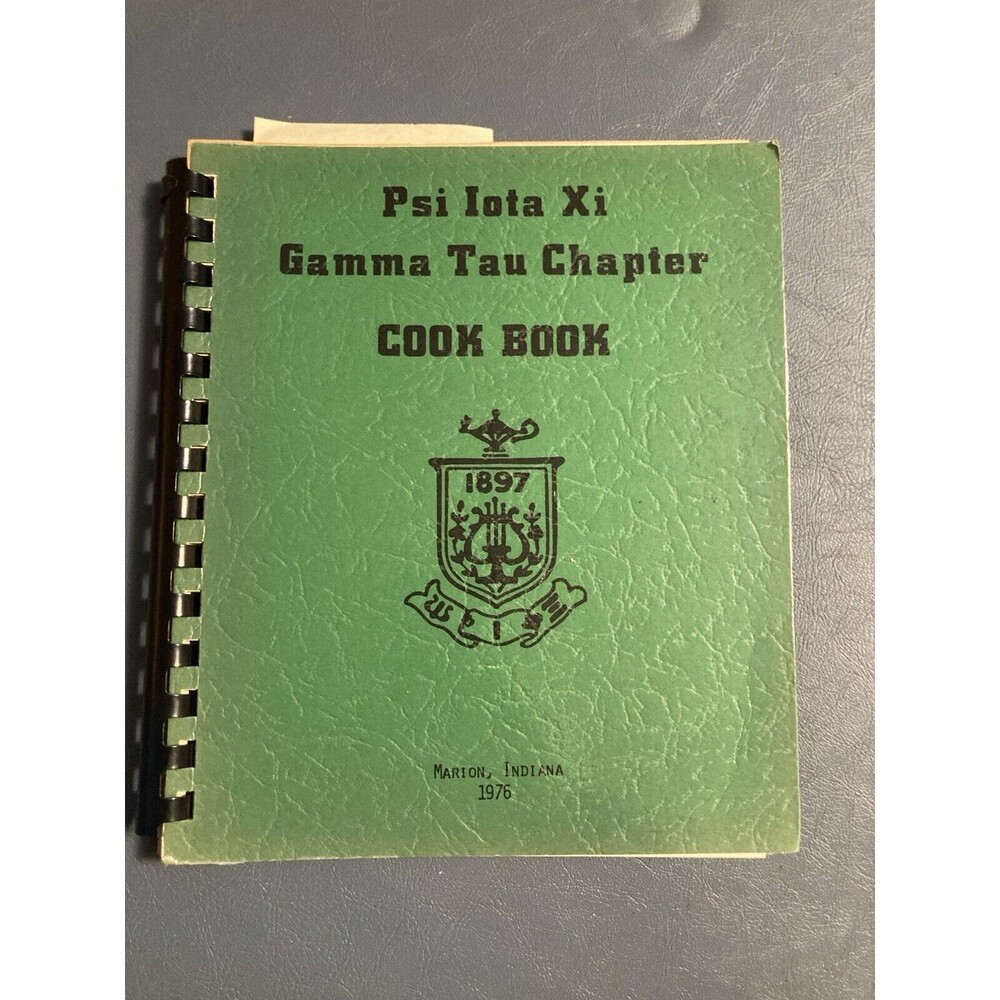 Psi Iota Xi
Gamma Tau Chapter
COOK BOOK
1897
MARION, INDIANA
1976